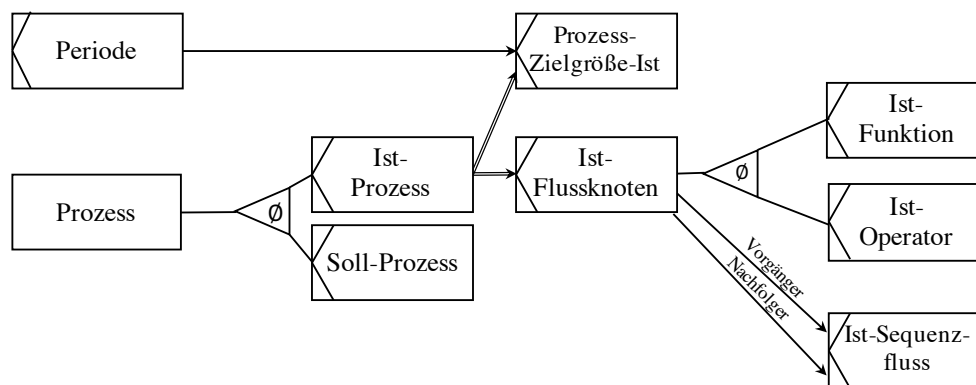 Periode
Prozess-
Zielgröße-Ist
Ist-
Funktion
Ist-
Prozess
Ist-
Flussknoten
Ø
Prozess
Ø
Ist-
Operator
Soll-Prozess
Vorgänger
Nachfolger
Ist-Sequenz-
fluss